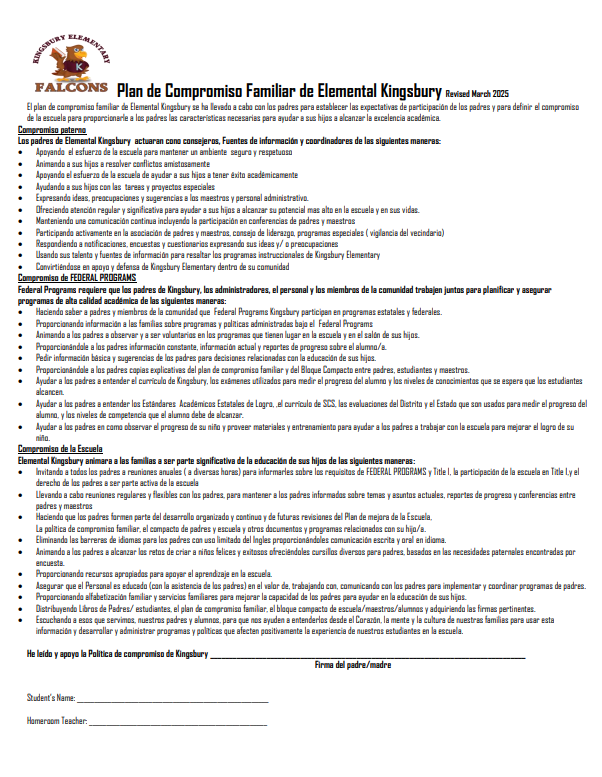 KINGSBURY ELEMENTARY
K
FALCONS
Plan de Compromiso Familiar de Elemental Kingsbury Revised March 2025
El plan de compromiso familiar de Elemental Kingsbury se ha llevado a cabo con los padres para establecer las expectativas de participación de los padres y para definir el compromiso
de la escuela para proporcionarle a los padres las características necesarias para ayudar a sus hijos a alcanzar la excelencia académica.
Compromiso paterno
Los padres de Elemental Kingsbury actuaran cono consejeros, Fuentes de información y coordinadores de las siguientes maneras:
• Apoyando el esfuerzo de la escuela para mantener un ambiente seguro y respetuoso
• Animando a sus hijos a resolver conflictos amistosamente
• Apoyando el esfuerzo de la escuela de ayudar a sus hijos a tener éxito académicamente
• Ayudando a sus hijos con las tareas y proyectos especiales
• Expresando ideas, preocupaciones y sugerencias a los maestros y personal administrativo.
• Ofreciendo atención regular y significativa para ayudar a sus hijos a alcanzar su potencial mas alto en la escuela y en sus vidas.
• Manteniendo una comunicación continua incluyendo la participación en conferencias de padres y maestros
• Participando activamente en la asociación de padres y maestros, consejo de liderazgo, programas especiales ( vigilancia del vecindario)
• Respondiendo a notificaciones, encuestas y cuestionarios expresando sus ideas y/ o preocupaciones
• Usando sus talento y fuentes de información para resaltar los programas instruccionales de Kingsbury Elementary
• Convirtiéndose en apoyo y defensa de Kingsbury Elementary dentro de su comunidad
Compromiso de FEDERAL PROGRAMS
Federal Programs requiere que los padres de Kingsbury, los administradores, el personal y los miembros de la comunidad trabajen juntos para planificar y asegurar
programas de alta calidad académica de las siguientes maneras:
• Haciendo saber a padres y miembros de la comunidad que Federal Programs Kingsbury participan en programas estatales y federales.
• Proporcionando información a las familias sobre programas y políticas administradas bajo el Federal Programs
• Animando a los padres a observar y a ser voluntarios en los programas que tienen lugar en la escuela y en el salón de sus hijos.
• Proporcionándole a los padres información constante, información actual y reportes de progreso sobre el alumno/a.
• Pedir información básica y sugerencias de los padres para decisiones relacionadas con la educación de sus hijos.
• Proporcionándole a los padres copias explicativas del plan de compromiso familiar y del Bloque Compacto entre padres, estudiantes y maestros.
• Ayudar a los padres a entender el currículo de Kingsbury, los exámenes utilizados para medir el progreso del alumno y los niveles de conocimientos que se espera que los estudiantes
alcancen.
• Ayudar a los padres a entender los Estándares Académicos Estatales de Logro, ,el currículo de SCS, las evaluaciones del Distrito y el Estado que son usados para medir el progreso del
alumno, y los niveles de competencia que el alumno debe de alcanzar.
• Ayudar a los padres en como observar el progreso de su niño y proveer materiales y entrenamiento para ayudar a los padres a trabajar con la escuela para mejorar el logro de su
niño.
Compromiso de la Escuela
Elemental Kingsbury animara a las familias a ser parte significativa de la educación de sus hijos de las siguientes maneras:
• Invitando a todos los padres a reuniones anuales ( a diversas horas) para informarles sobre los requisitos de FEDERAL PROGRAMS y Title I, la participación de la escuela en Title I,y el
derecho de los padres a ser parte activa de la escuela
• Llevando a cabo reuniones regulares y flexibles con los padres, para mantener a los padres informados sobre temas y asuntos actuales, reportes de progreso y conferencias entre
padres y maestros
• Haciendo que los padres formen parte del desarrollo organizado y continuo y de futuras revisiones del Plan de mejora de la Escuela,
La política de compromiso familiar, el compacto de padres y escuela y otros documentos y programas relacionados con su hijo/a.
• Eliminando las barreras de idiomas para los padres con uso limitado del Ingles proporcionándoles comunicación escrita y oral en idioma.
• Animando a los padres a alcanzar los retos de criar a niños felices y exitosos ofreciéndoles cursillos diversos para padres, basados en las necesidades paternales encontradas por
encuesta.
• Proporcionando recursos apropiados para apoyar el aprendizaje en la escuela.
• Asegurar que el Personal es educado (con la asistencia de los padres) en el valor de, trabajando con, comunicando con los padres para implementar y coordinar programas de padres.
• Proporcionando alfabetización familiar y servicios familiares para mejorar la capacidad de los padres para ayudar en la educación de sus hijos.
• Distribuyendo Libros de Padres/ estudiantes, el plan de compromiso familiar, el bloque compacto de escuela/maestros/alumnos y adquiriendo las firmas pertinentes.
• Escuchando a esos que servimos, nuestros padres y alumnos, para que nos ayuden a entenderlos desde el Corazón, la mente y la cultura de nuestras familias para usar esta
información y desarrollar y administrar programas y políticas que afecten positivamente la experiencia de nuestros estudiantes en la escuela.
He leído y apoyo la Política de compromiso de Kingsbury ____________________
Firma del padre/madre
Student's Name: ____________________
Homeroom Teacher: ____________________